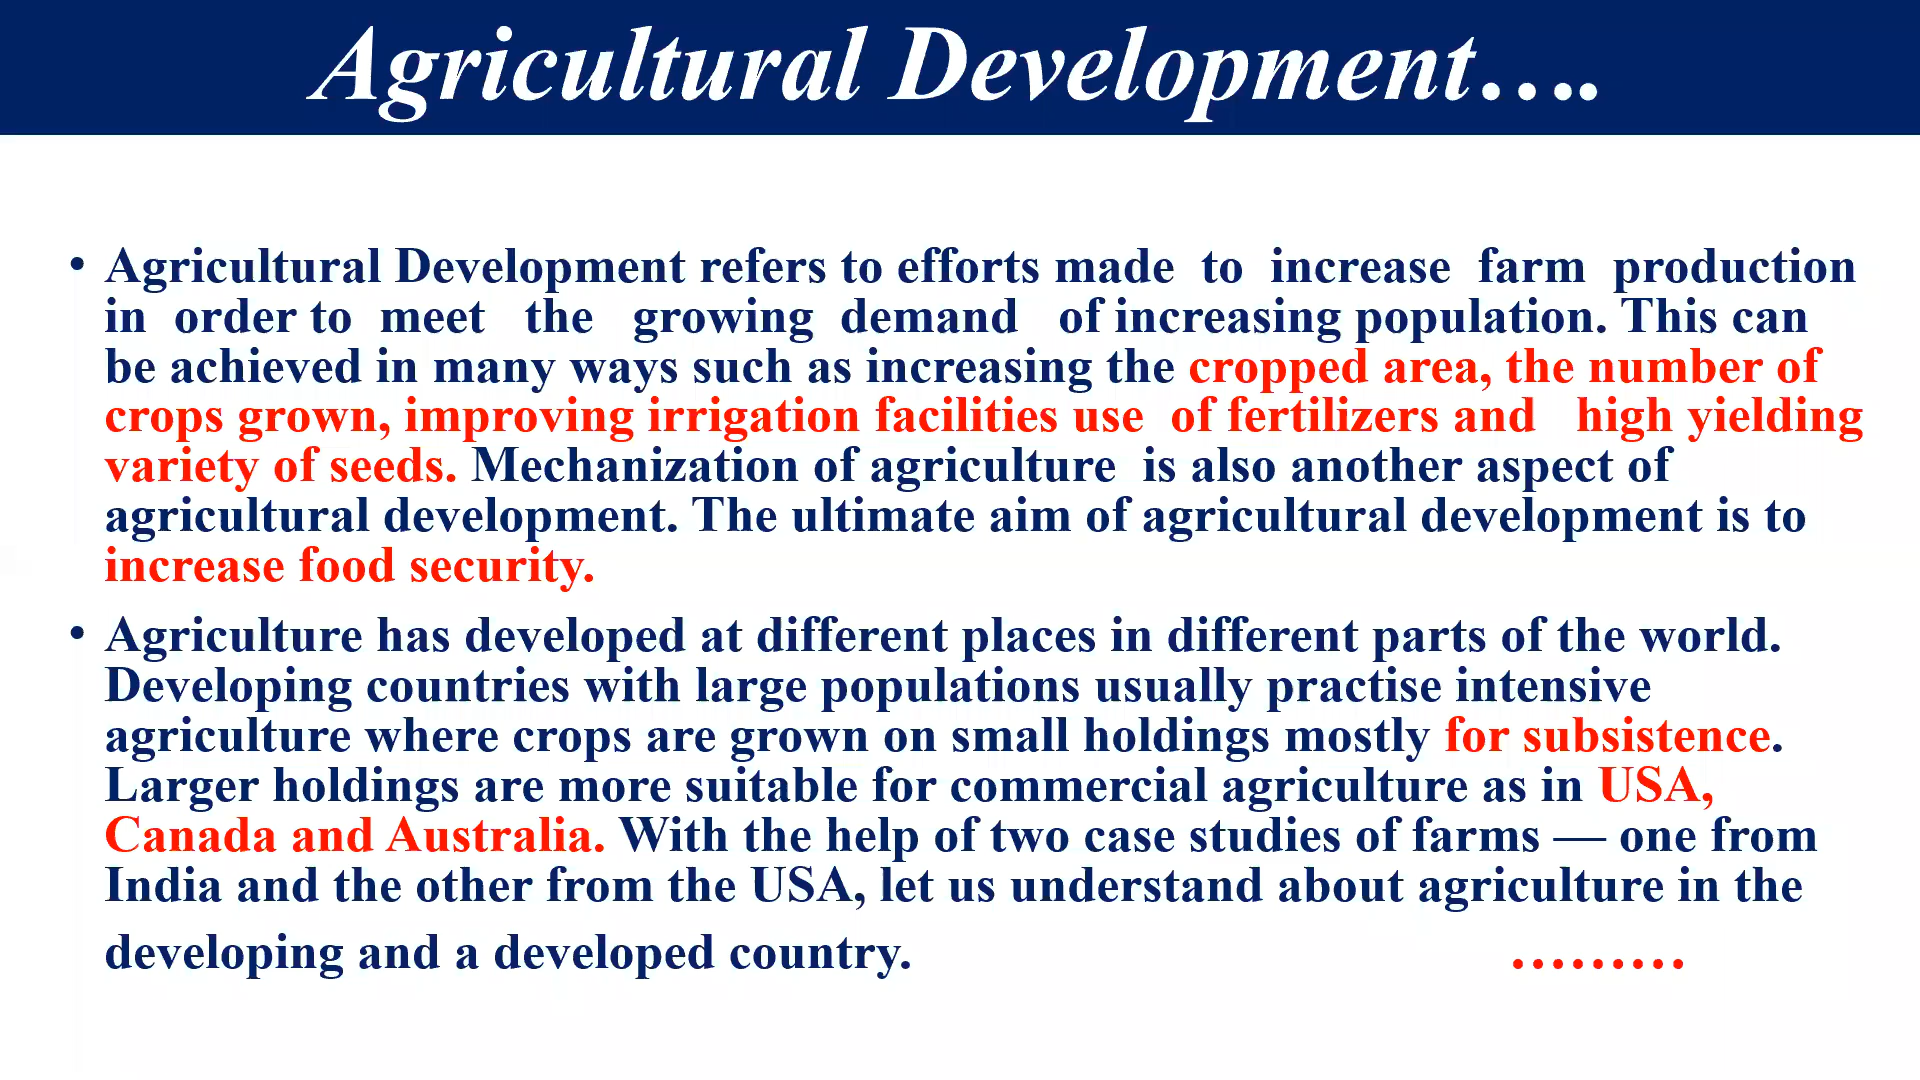 Agricultural Development….
• Agricultural Development refers to efforts made to increase farm production
in order to meet the growing demand of increasing population. This can
be achieved in many ways such as increasing the cropped area, the number of
crops grown, improving irrigation facilities use of fertilizers and high yielding
variety of seeds. Mechanization of agriculture is also another aspect of
agricultural development. The ultimate aim of agricultural development is to
increase food security.
• Agriculture has developed at different places in different parts of the world.
Developing countries with large populations usually practise intensive
agriculture where crops are grown on small holdings mostly for subsistence.
Larger holdings are more suitable for commercial agriculture as in USA,
Canada and Australia. With the help of two case studies of farms — one from
India and the other from the USA, let us understand about agriculture in the
developing and a developed country. ………